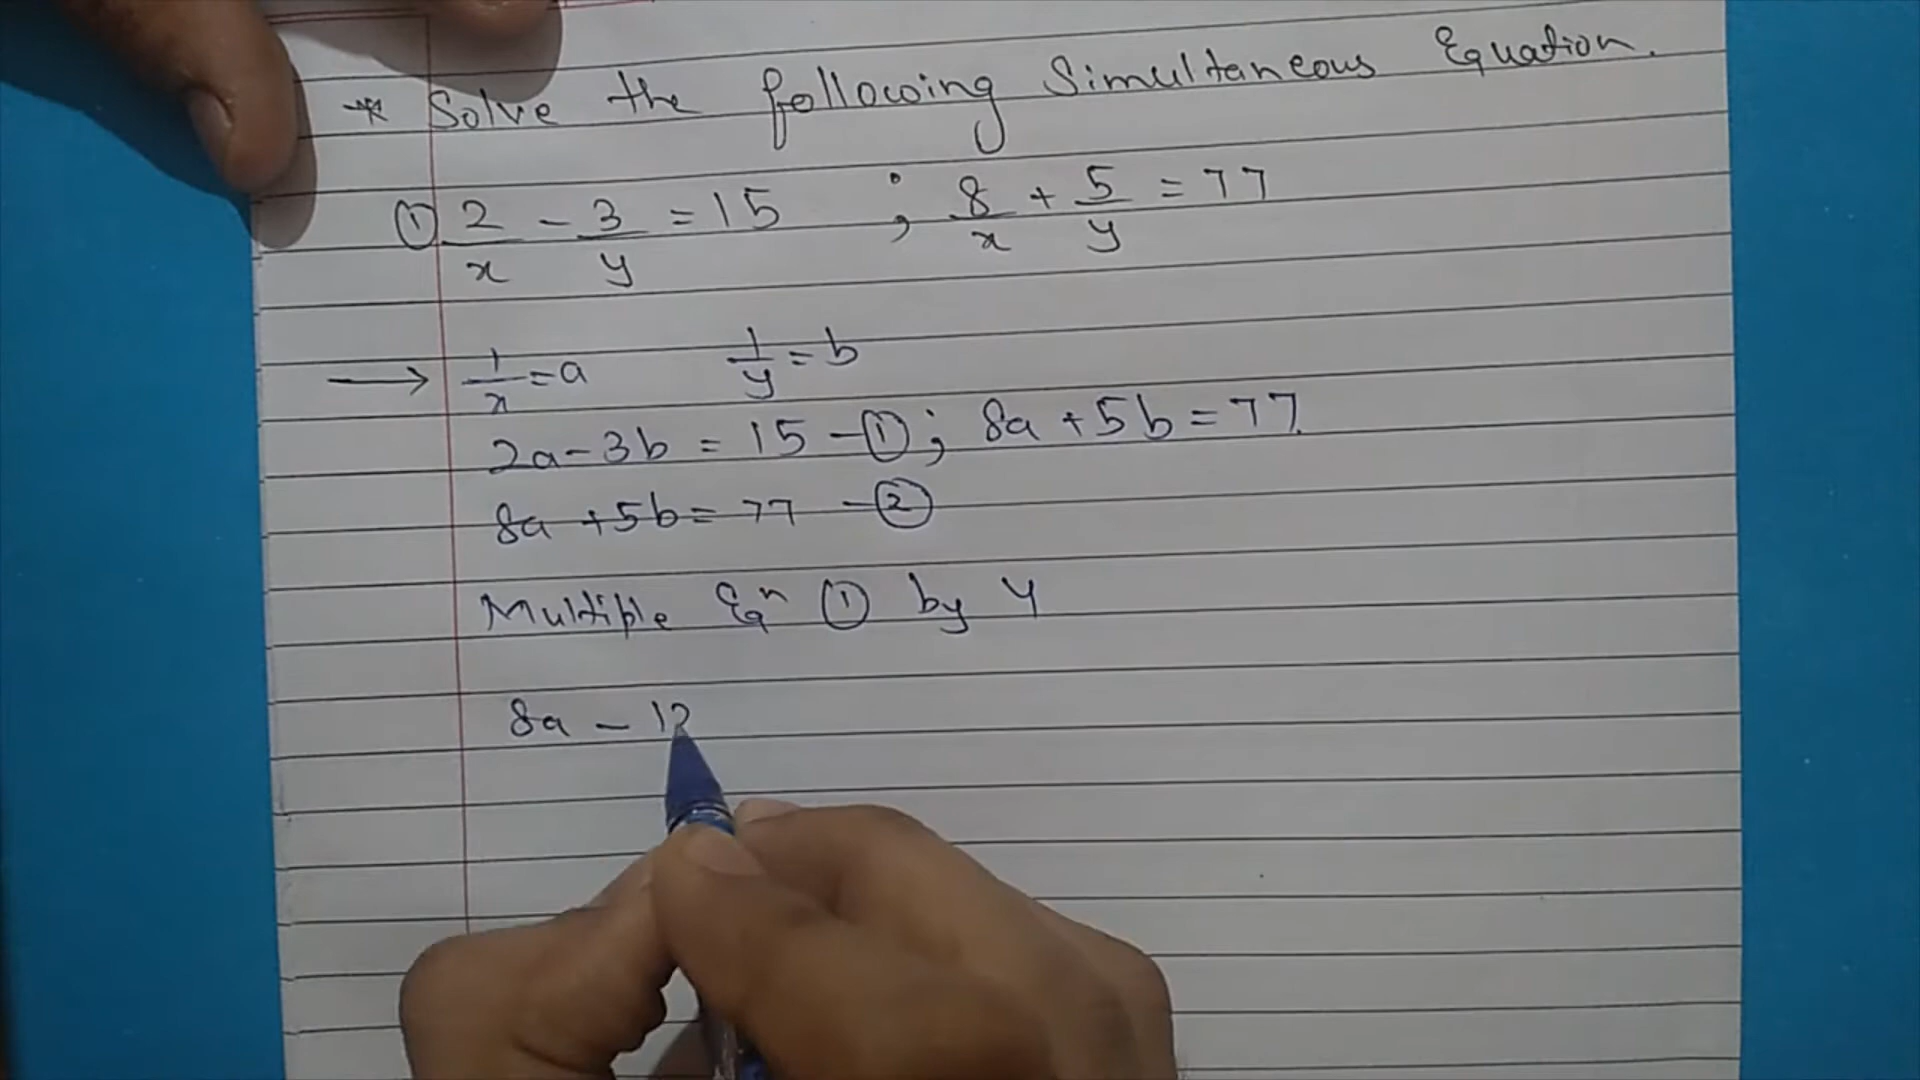 * Solve the following Simultaneous Equation.
① 2/x - 3/y = 15 ; 8/x + 5/y = 77
→ 1/x = a 1/y = b
2a - 3b = 15 - ① ; 8a + 5b = 77.
8a + 5b = 77 - ②
Multiple Eqⁿ ① by 4
8a - 12